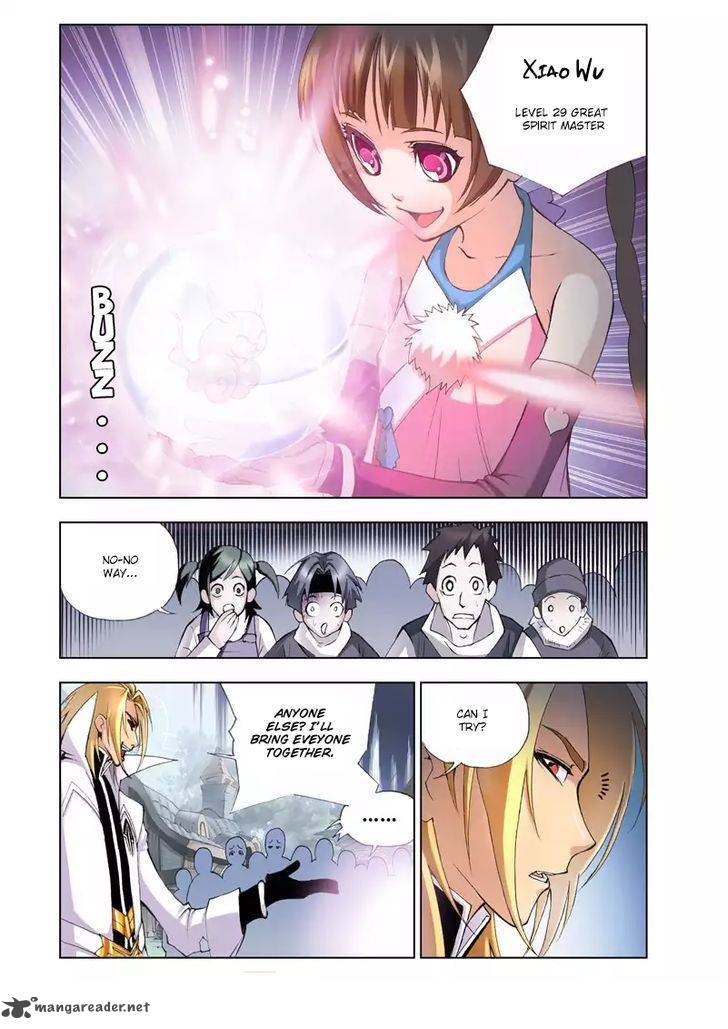 XIAO WU
LEVEL 29 GREAT
SPIRIT MASTER
BUZZ...
NO-NO
WAY...
ANYONE
ELSE? I'LL
BRING EVEYONE
TOGETHER.
......
CAN I
TRY?
mangareader.net